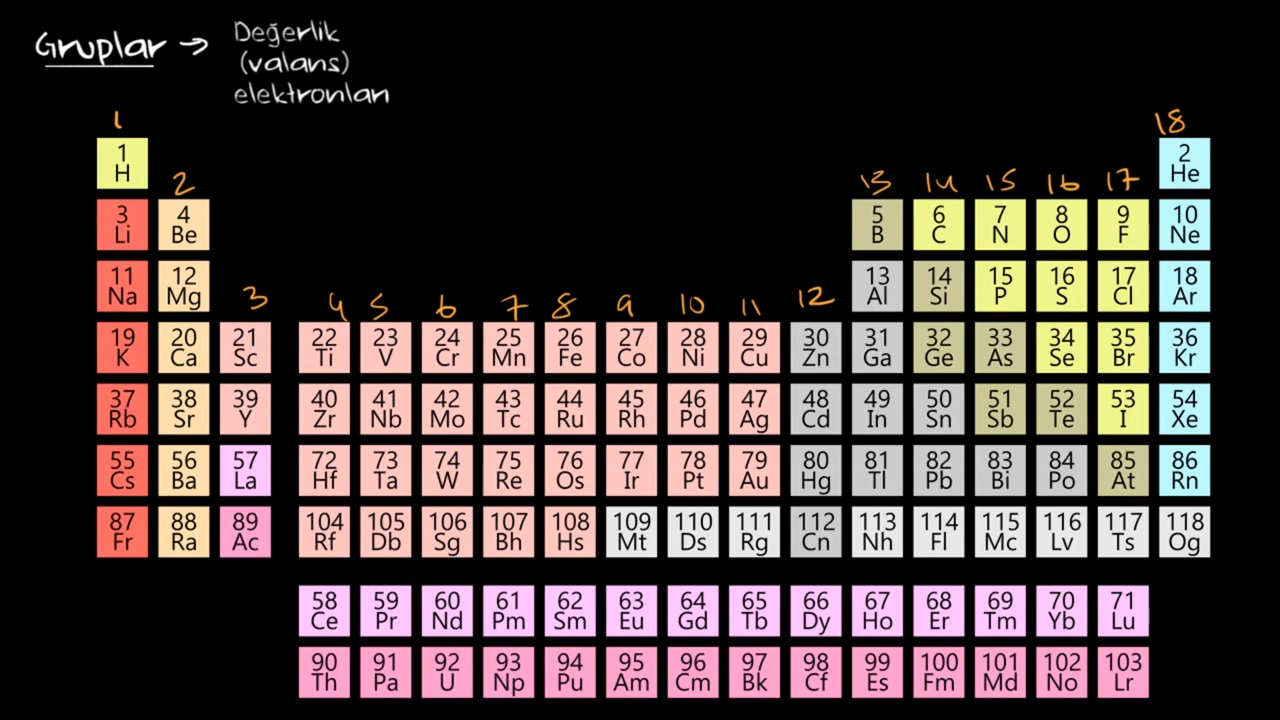 Gruplar → Değerlik
(valans)
elektronları
1 18
1 2
H He
2 13 14 15 16 17
3 4 5 6 7 8 9 10
Li Be B C N O F Ne
11 12 13 14 15 16 17 18
Na Mg Al Si P S Cl Ar
3 4 5 6 7 8 9 10 11 12
19 20 21 22 23 24 25 26 27 28 29 30 31 32 33 34 35 36
K Ca Sc Ti V Cr Mn Fe Co Ni Cu Zn Ga Ge As Se Br Kr
37 38 39 40 41 42 43 44 45 46 47 48 49 50 51 52 53 54
Rb Sr Y Zr Nb Mo Tc Ru Rh Pd Ag Cd In Sn Sb Te I Xe
55 56 57 72 73 74 75 76 77 78 79 80 81 82 83 84 85 86
Cs Ba La Hf Ta W Re Os Ir Pt Au Hg Tl Pb Bi Po At Rn
87 88 89 104 105 106 107 108 109 110 111 112 113 114 115 116 117 118
Fr Ra Ac Rf Db Sg Bh Hs Mt Ds Rg Cn Nh Fl Mc Lv Ts Og
58 59 60 61 62 63 64 65 66 67 68 69 70 71
Ce Pr Nd Pm Sm Eu Gd Tb Dy Ho Er Tm Yb Lu
90 91 92 93 94 95 96 97 98 99 100 101 102 103
Th Pa U Np Pu Am Cm Bk Cf Es Fm Md No Lr